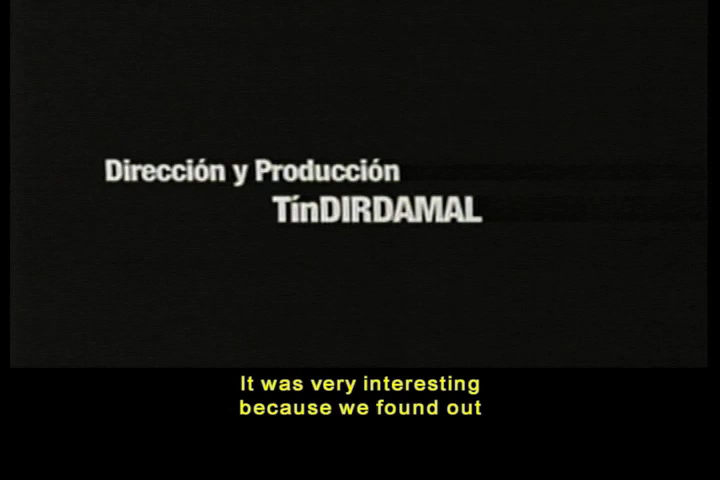 Dirección y Producción
TínDIRDAMAL
It was very interesting
because we found out